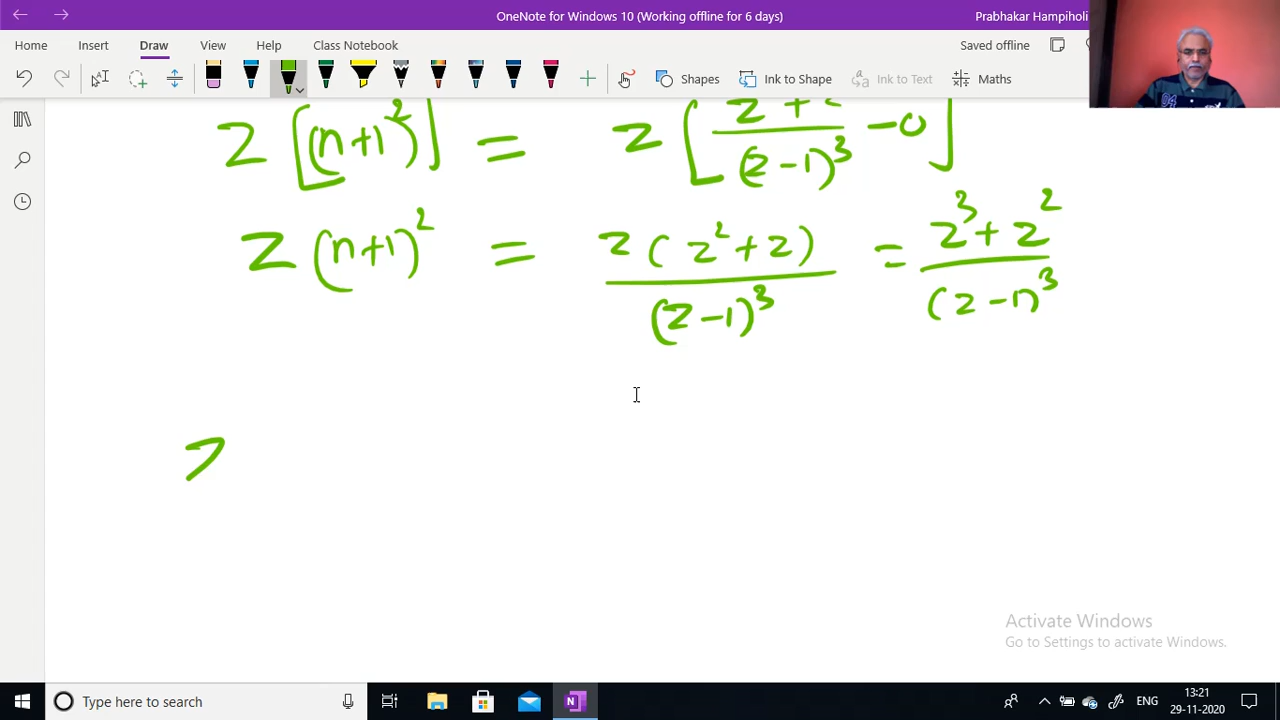 OneNote for Windows 10 (Working offline for 6 days)
Prabhakar Hampiholi
Home Insert Draw View Help Class Notebook
Saved offline
Shapes Ink to Shape Ink to Text Maths
Z [(n+1)²] = z [ z²+z / (z-1)³ - 0 ]
Z (n+1)² = z (z²+z) / (z-1)³ = z³+z² / (z-1)³
Z
Activate Windows
Go to Settings to activate Windows.
Type here to search
N
ENG
13:21
29-11-2020